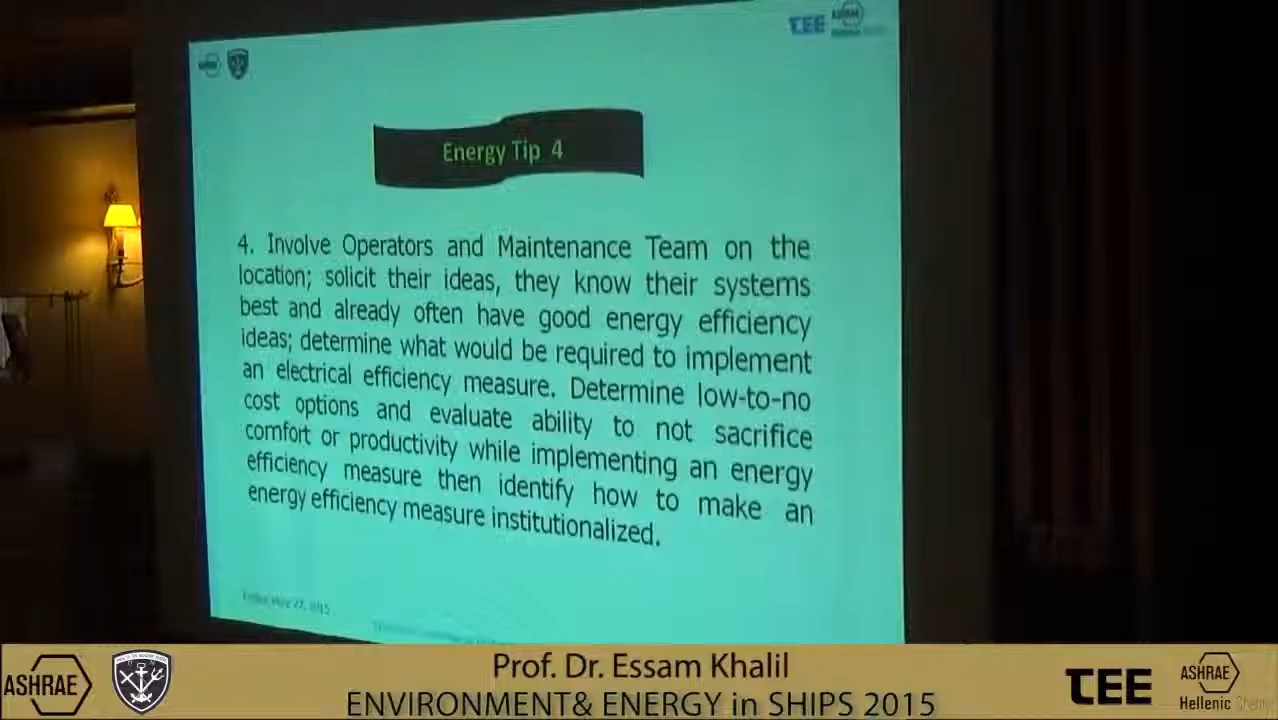 ASHRAE
TEE
ASHRAE
Energy Tip 4
4. Involve Operators and Maintenance Team on the
location; solicit their ideas, they know their systems
best and already often have good energy efficiency
ideas; determine what would be required to implement
an electrical efficiency measure. Determine low-to-no
cost options and evaluate ability to not sacrifice
comfort or productivity while implementing an energy
efficiency measure then identify how to make an
energy efficiency measure institutionalized.
2015
Prof. Dr. Essam Khalil
ENVIRONMENT& ENERGY in SHIPS 2015
ASHRAE
TEE
ASHRAE
Hellenic